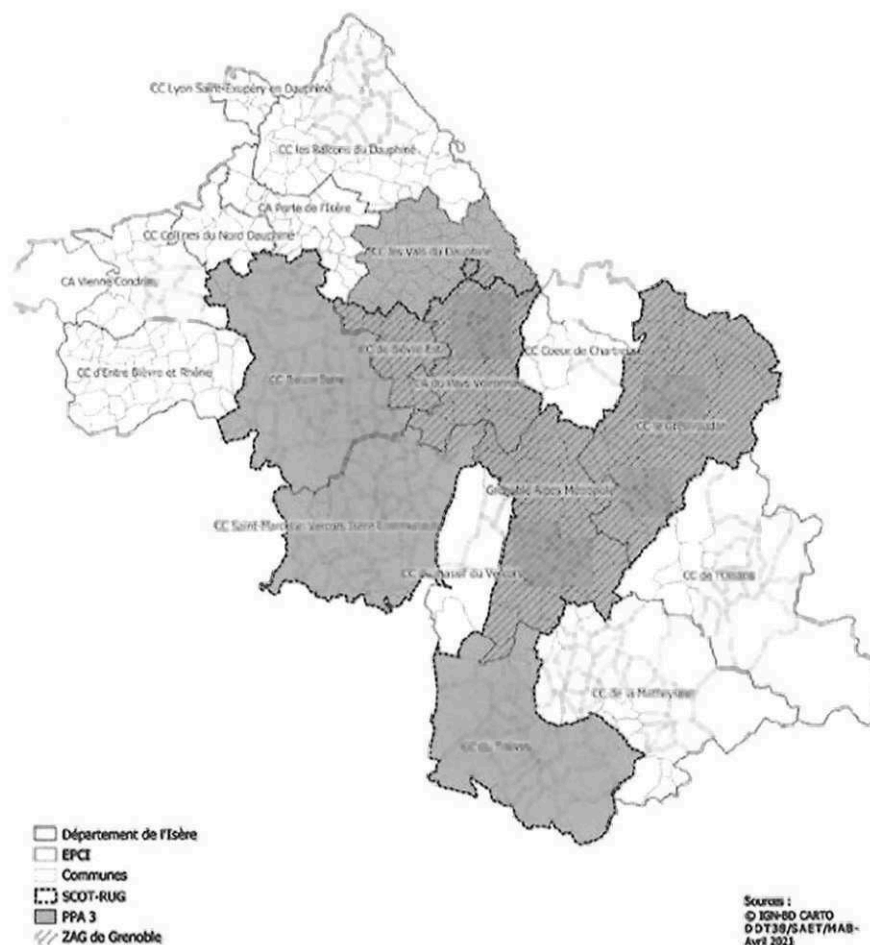 CC Lyon Saint-Exupéry en Dauphiné
CC les Balcons du Dauphiné
CA Porte de l'Isère
CC Collines du Nord Dauphiné
CC les Vals du Dauphiné
CA Vienne Condrieu
CC de Bièvre Est
CC Coeur de Chartreuse
CC d'Entre Bièvre et Rhône
CC Bièvre Isère
CA du Pays Voironnais
CC le Grésivaudan
Grenoble Alpes Métropole
CC Saint-Marcellin Vercors Isère Communauté
CC du Massif du Vercors
CC de l'Oisans
CC de la Matheysine
CC du Trièves
Département de l'Isère
EPCI
Communes
SCOT-RUG
PPA 3
ZAG de Grenoble
Sources :
© IGN-BD CARTO
DDT38/SAET/MAB-
Avril 2021